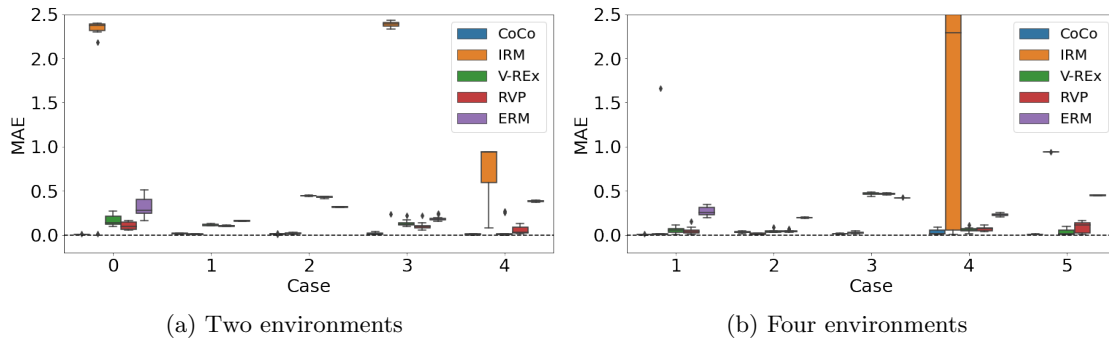 2.5
2.0
1.5
1.0
0.5
0.0
MAE
0 1 2 3 4
Case
CoCo
IRM
V-REx
RVP
ERM
(a) Two environments
2.5
2.0
1.5
1.0
0.5
0.0
MAE
1 2 3 4 5
Case
CoCo
IRM
V-REx
RVP
ERM
(b) Four environments